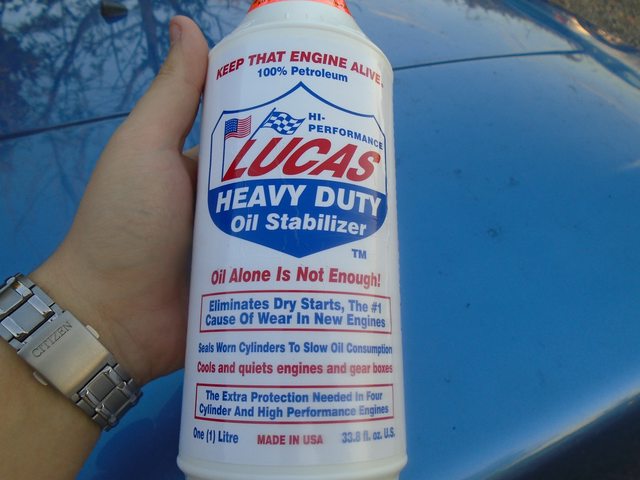 KEEP THAT ENGINE ALIVE
100% Petroleum
HI-
PERFORMANCE
LUCAS
HEAVY DUTY
Oil Stabilizer
TM
Oil Alone Is Not Enough!
Eliminates Dry Starts, The #1
Cause Of Wear In New Engines
Seals Worn Cylinders To Slow Oil Consumption
Cools and quiets engines and gear boxes
The Extra Protection Needed In Four
Cylinder And High Performance Engines
One (1) Litre MADE IN USA 33.8 fl. oz. U.S.
CITIZEN